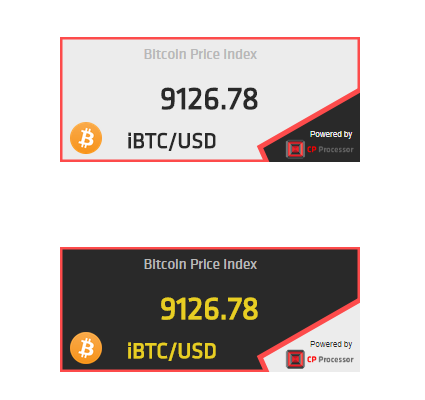 Bitcoin Price Index
9126.78
iBTC/USD
Powered by
CP Processor
Bitcoin Price Index
9126.78
iBTC/USD
Powered by
CP Processor